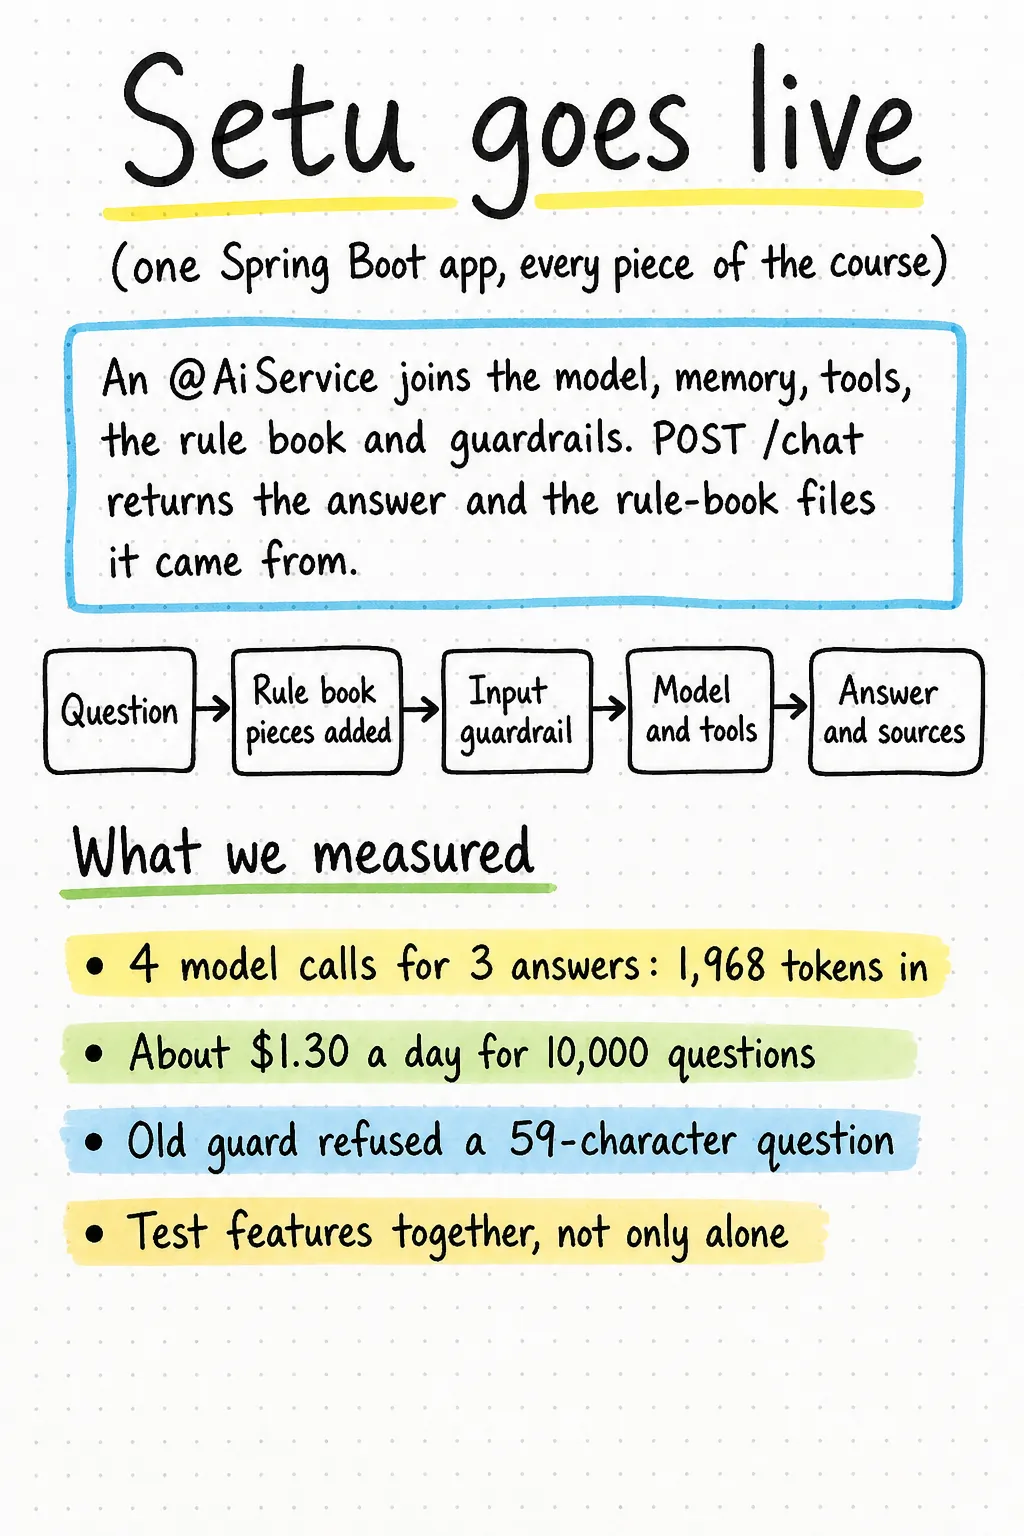 Setu goes live
(one Spring Boot app, every piece of the course)
An @AiService joins the model, memory, tools,
the rule book and guardrails. POST /chat
returns the answer and the rule-book files
it came from.
Question
Rule book
pieces added
Input
guardrail
Model
and tools
Answer
and sources
What we measured
• 4 model calls for 3 answers: 1,968 tokens in
• About $1.30 a day for 10,000 questions
• Old guard refused a 59-character question
• Test features together, not only alone